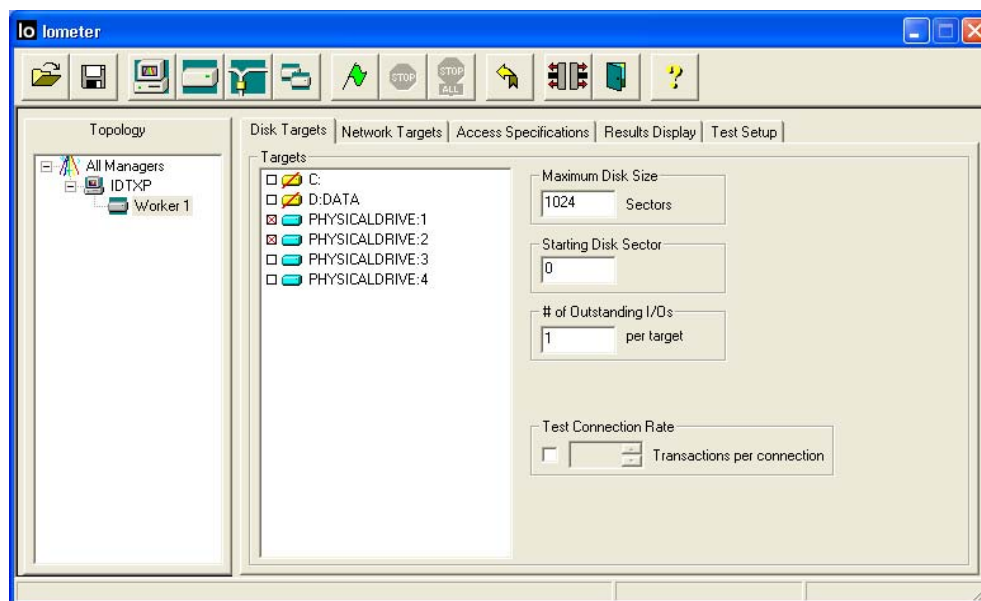 Io Iometer
STOP
STOP ALL
Topology
All Managers
IDTXP
Worker 1
Disk Targets
Network Targets
Access Specifications
Results Display
Test Setup
Targets
C:
D:DATA
PHYSICALDRIVE:1
PHYSICALDRIVE:2
PHYSICALDRIVE:3
PHYSICALDRIVE:4
Maximum Disk Size
1024 Sectors
Starting Disk Sector
0
# of Outstanding I/Os
1 per target
Test Connection Rate
Transactions per connection